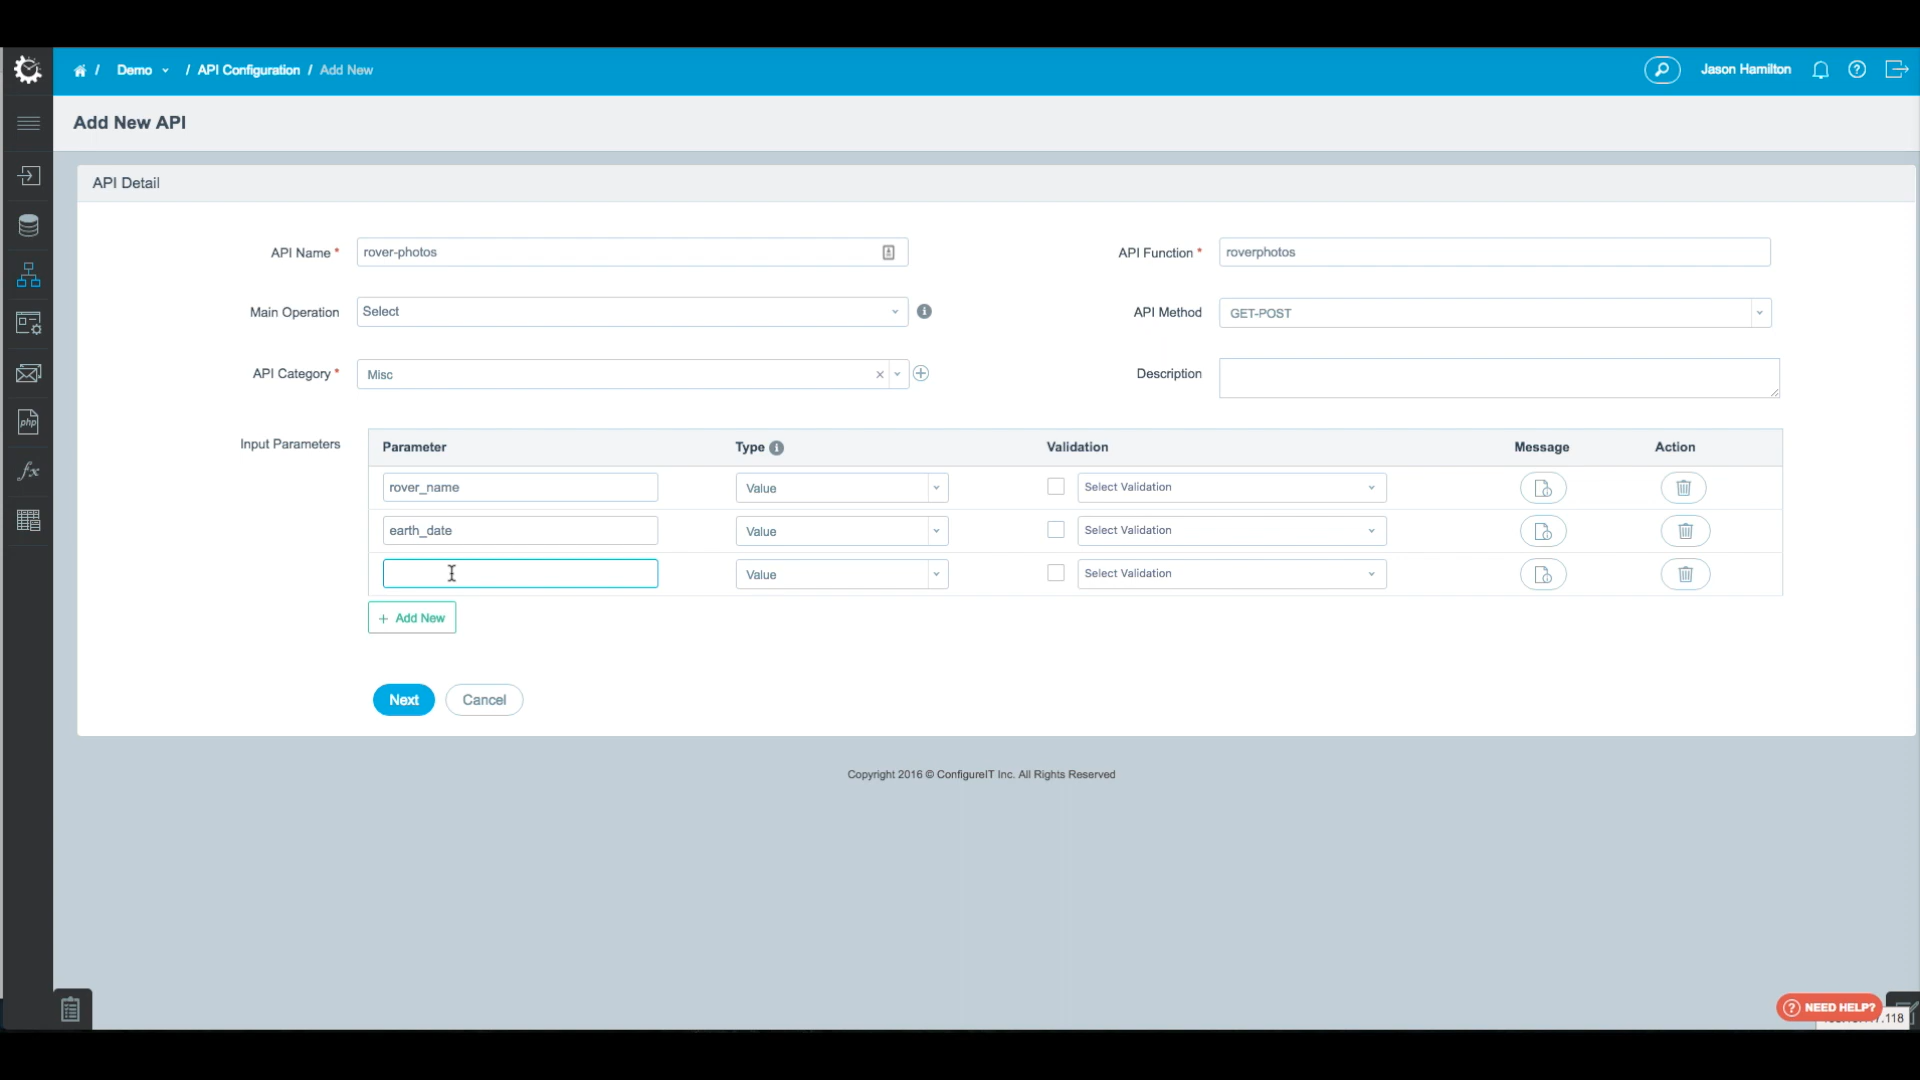 / Demo / API Configuration / Add New
Jason Hamilton
Add New API
API Detail
API Name * rover-photos
API Function * roverphotos
Main Operation Select
API Method GET-POST
API Category * Misc
Description
Input Parameters
Parameter Type Validation Message Action
rover_name Value Select Validation
earth_date Value Select Validation
Value Select Validation
+ Add New
Next Cancel
Copyright 2016 © ConfigureIT Inc. All Rights Reserved
php
fx
? NEED HELP?
.118